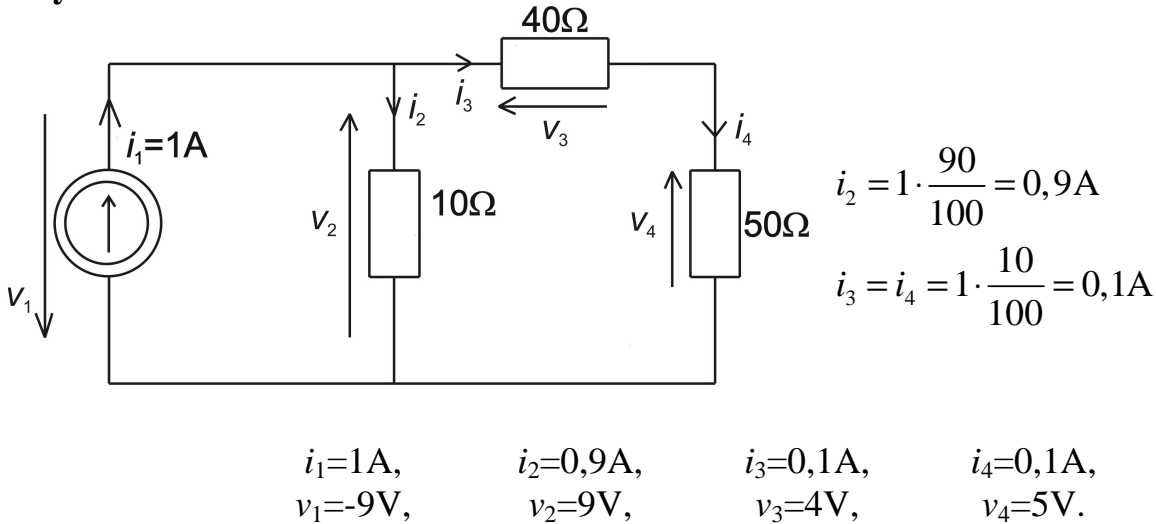 40Ω
i₃
v₃
i₂
i₄
i₁=1A
10Ω
v₂
v₄
50Ω
v₁
i₂ = 1·90/100 = 0,9A
i₃ = i₄ = 1·10/100 = 0,1A
i₁=1A, i₂=0,9A, i₃=0,1A, i₄=0,1A,
v₁=-9V, v₂=9V, v₃=4V, v₄=5V.